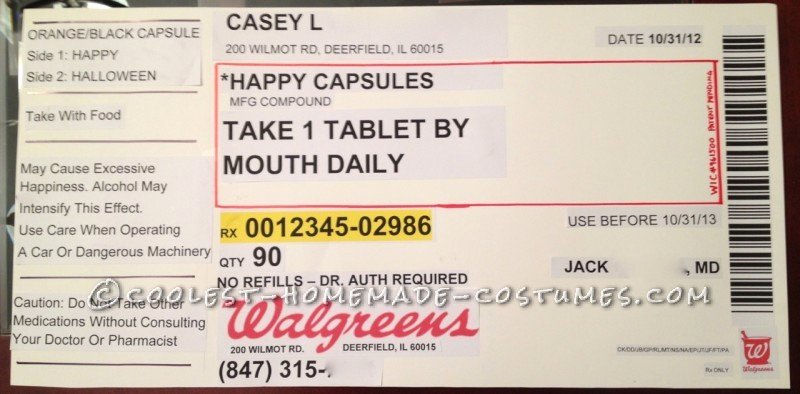 ORANGE/BLACK CAPSULE
Side 1: HAPPY
Side 2: HALLOWEEN
Take With Food
May Cause Excessive
Happiness. Alcohol May
Intensify This Effect.
Use Care When Operating
A Car Or Dangerous Machinery
Caution: Do Not Take Other
Medications Without Consulting
Your Doctor Or Pharmacist
CASEY L
200 WILMOT RD, DEERFIELD, IL 60015
DATE 10/31/12
*HAPPY CAPSULES
MFG COMPOUND
TAKE 1 TABLET BY
MOUTH DAILY
WIC#961500 PATENT PENDING
RX 0012345-02986
USE BEFORE 10/31/13
QTY 90
JACK , MD
NO REFILLS – DR. AUTH REQUIRED
COOLEST-HOMEMADE-COSTUMES.COM
Walgreens
200 WILMOT RD. DEERFIELD, IL 60015
(847) 315-
Rx ONLY
W
Walgreens